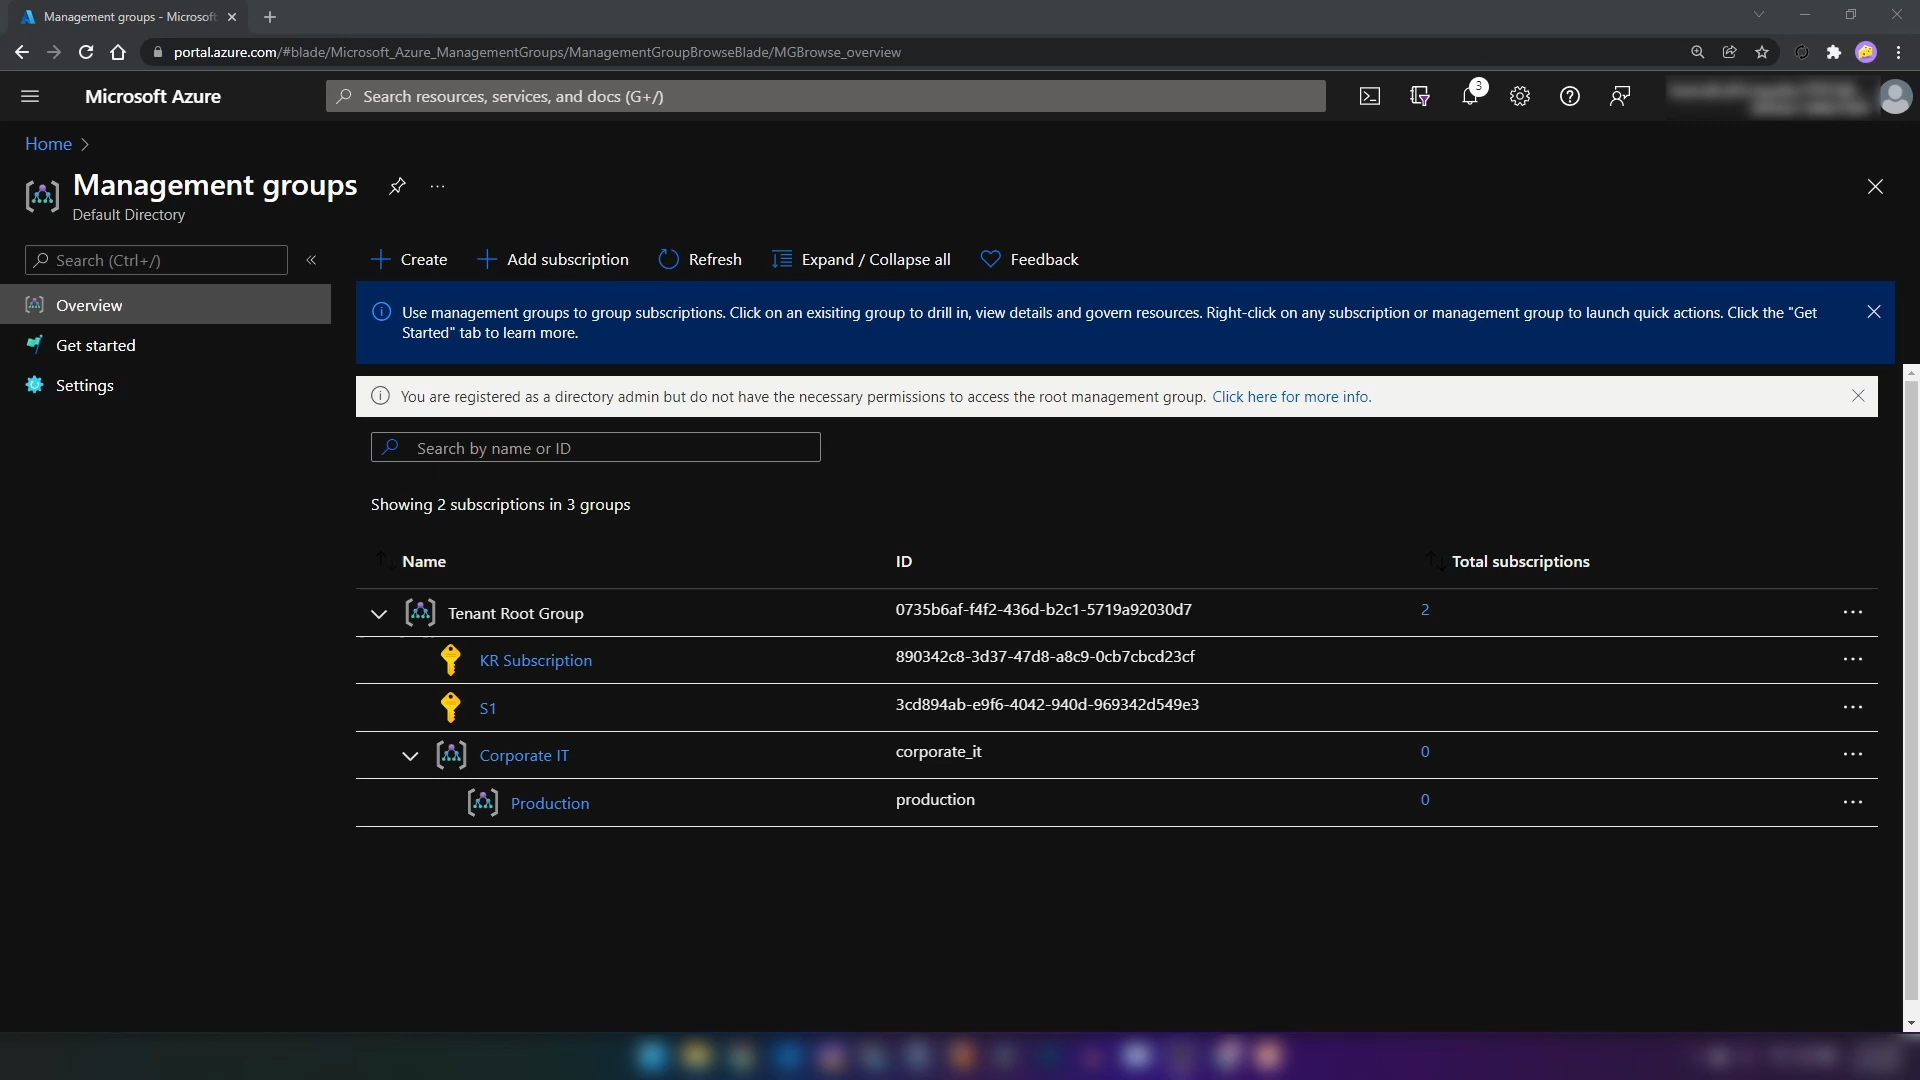 Management groups - Microsoft
portal.azure.com/#blade/Microsoft_Azure_ManagementGroups/ManagementGroupBrowseBlade/MGBrowse_overview
Microsoft Azure
Search resources, services, and docs (G+/)
3
Home
Management groups
Default Directory
Search (Ctrl+/)
Create
Add subscription
Refresh
Expand / Collapse all
Feedback
Overview
Get started
Settings
Use management groups to group subscriptions. Click on an exisiting group to drill in, view details and govern resources. Right-click on any subscription or management group to launch quick actions. Click the "Get
Started" tab to learn more.
You are registered as a directory admin but do not have the necessary permissions to access the root management group. Click here for more info.
Search by name or ID
Showing 2 subscriptions in 3 groups
Name ID Total subscriptions
Tenant Root Group 0735b6af-f4f2-436d-b2c1-5719a92030d7 2
KR Subscription 890342c8-3d37-47d8-a8c9-0cb7cbcd23cf
S1 3cd894ab-e9f6-4042-940d-969342d549e3
Corporate IT corporate_it 0
Production production 0